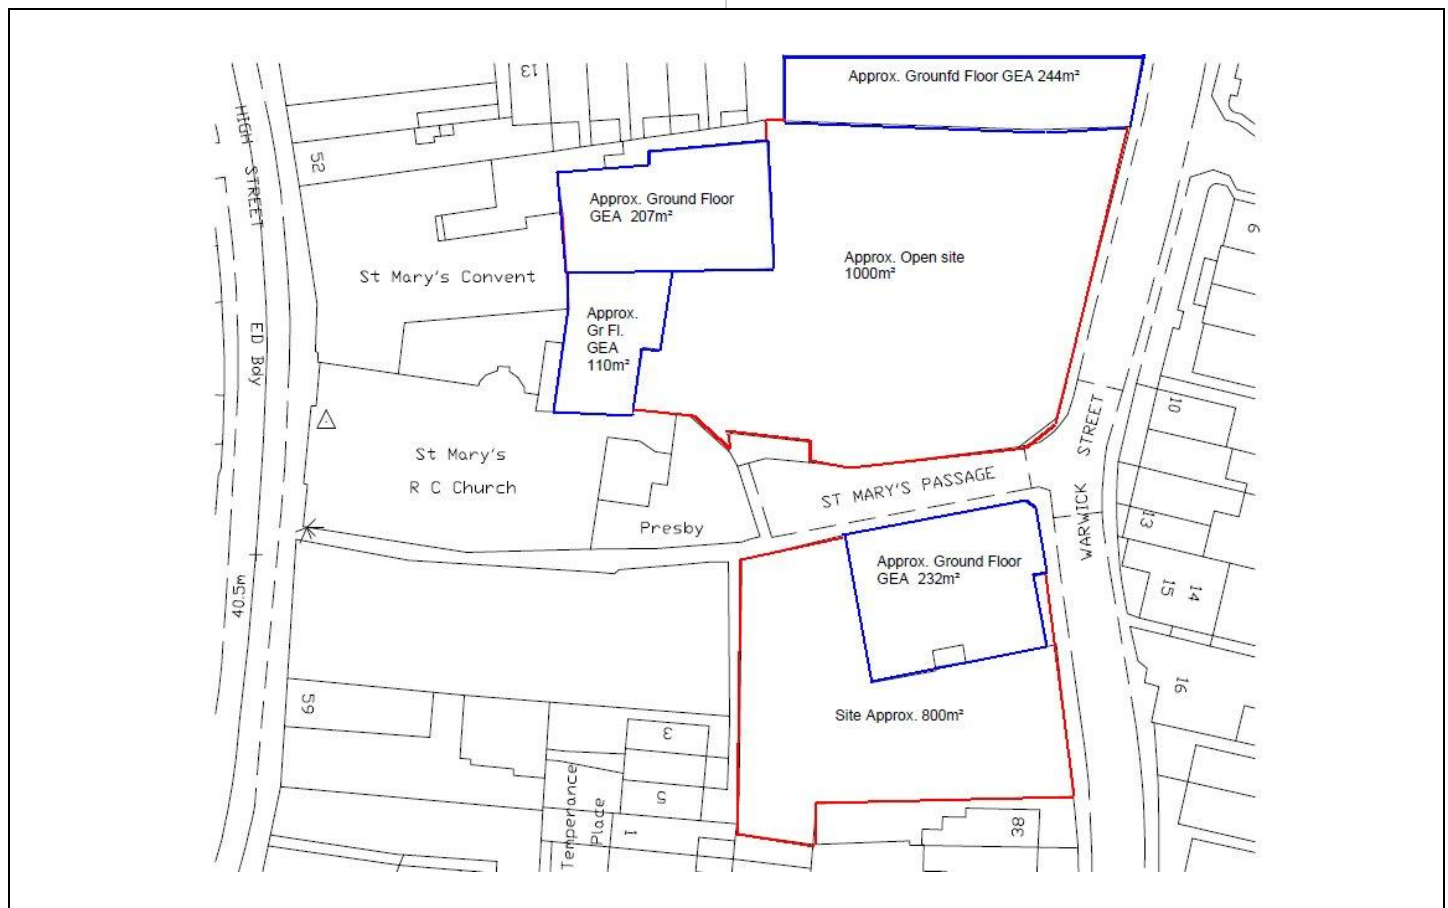 Approx. Grounfd Floor GEA 244m²
13
HIGH STREET
52
Approx. Ground Floor
GEA 207m²
6
Approx. Open site
1000m²
St Mary's Convent
Approx.
Gr Fl.
GEA
110m²
ED Bdy
10
St Mary's
R C Church
ST MARY'S PASSAGE
WARWICK STREET
Presby
13
Approx. Ground Floor
GEA 232m²
40.5m
15
14
16
59
Site Approx. 800m²
3
5
Temperance
Place
1
38